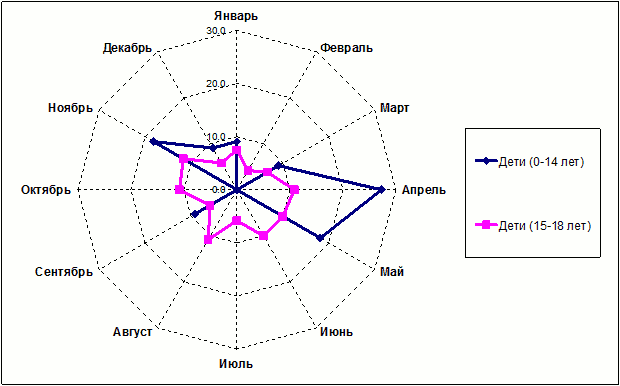 Январь
30,0
Декабрь
Февраль
20,0
Ноябрь
Март
10,0
Дети (0-14 лет)
Октябрь
0,0
Апрель
Дети (15-18 лет)
Сентябрь
Май
Август
Июнь
Июль